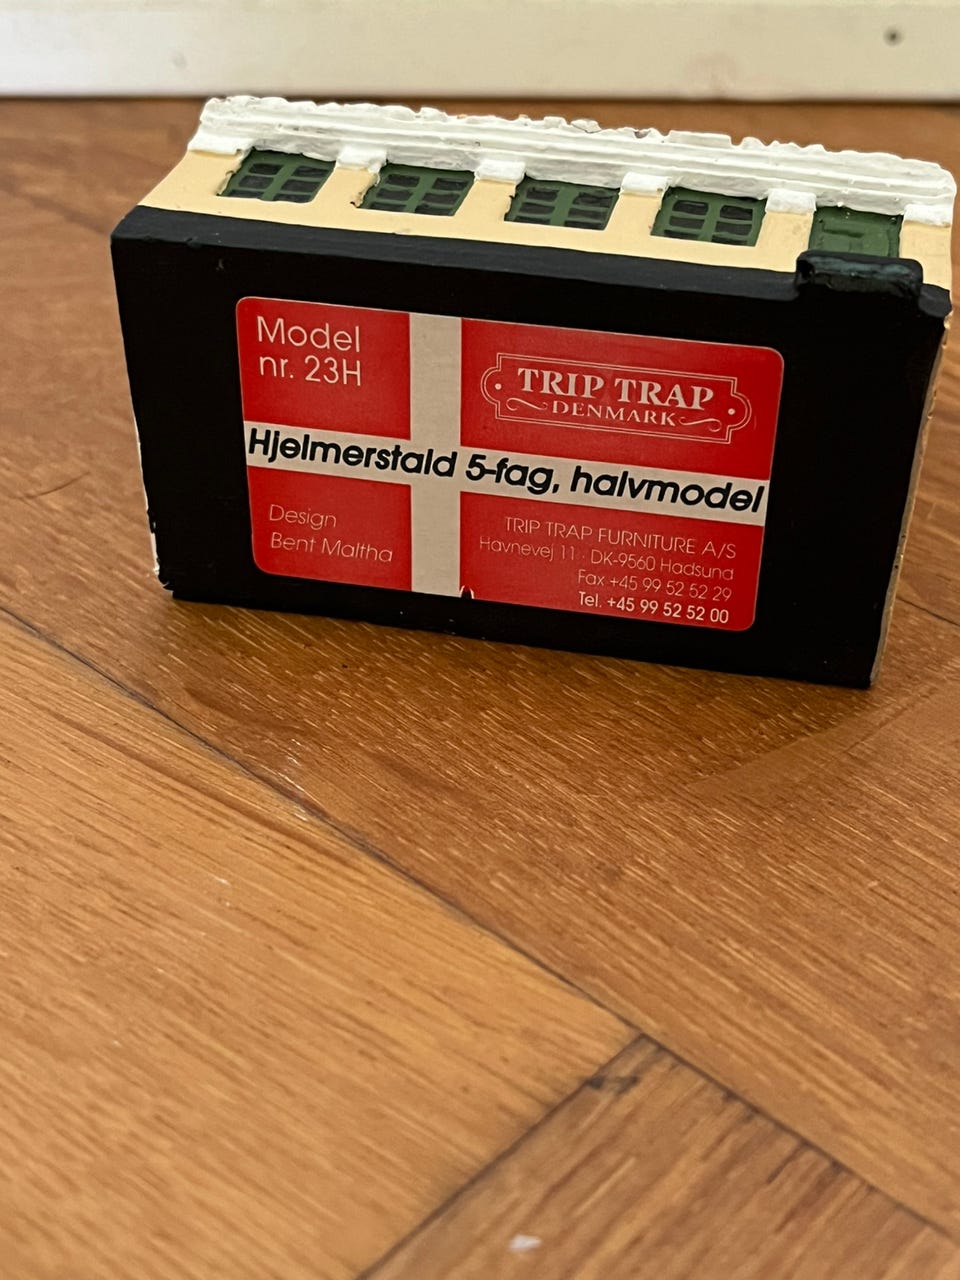 Model
nr. 23H
TRIP TRAP
DENMARK
Hjelmerstald 5-fag, halvmodel
Design
Bent Maltha
TRIP TRAP FURNITURE A/S
Havnevej 11 · DK-9560 Hadsund
Fax +45 99 52 52 29
Tel. +45 99 52 52 00